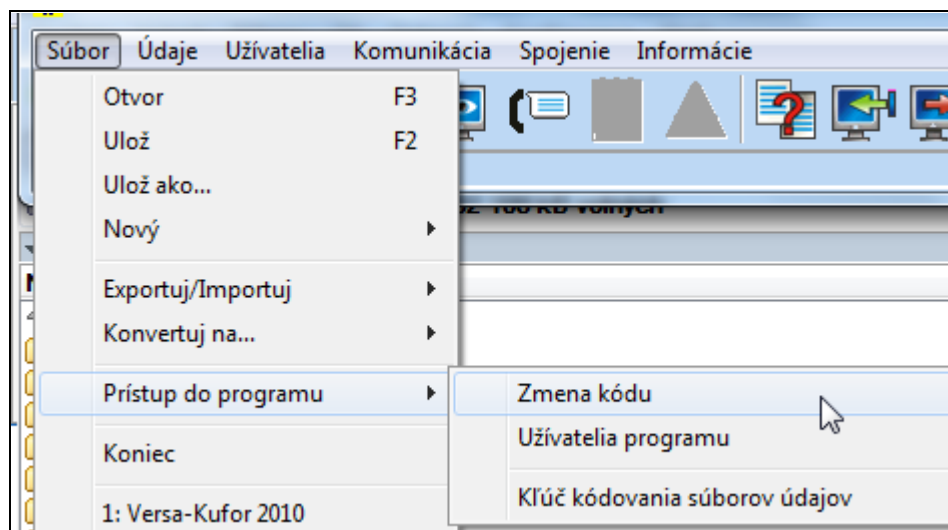 Súbor Údaje Užívatelia Komunikácia Spojenie Informácie
Otvor F3
Ulož F2
Ulož ako...
Nový
Exportuj/Importuj
Konvertuj na...
Prístup do programu
Zmena kódu
Užívatelia programu
Kľúč kódovania súborov údajov
Koniec
1: Versa-Kufor 2010